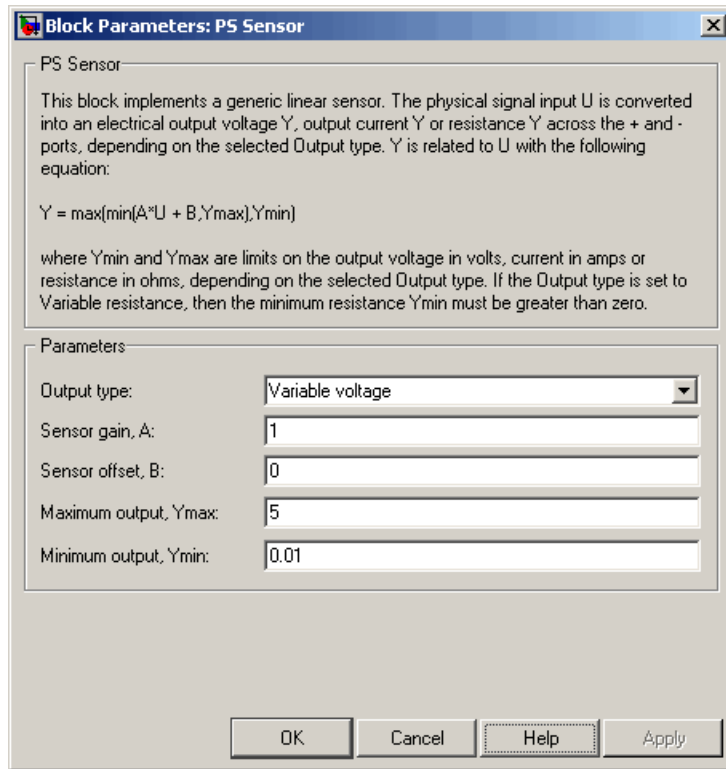 Block Parameters: PS Sensor
PS Sensor
This block implements a generic linear sensor. The physical signal input U is converted
into an electrical output voltage Y, output current Y or resistance Y across the + and -
ports, depending on the selected Output type. Y is related to U with the following
equation:
Y = max(min(A*U + B,Ymax),Ymin)
where Ymin and Ymax are limits on the output voltage in volts, current in amps or
resistance in ohms, depending on the selected Output type. If the Output type is set to
Variable resistance, then the minimum resistance Ymin must be greater than zero.
Parameters
Output type: Variable voltage
Sensor gain, A: 1
Sensor offset, B: 0
Maximum output, Ymax: 5
Minimum output, Ymin: 0.01
OK Cancel Help Apply